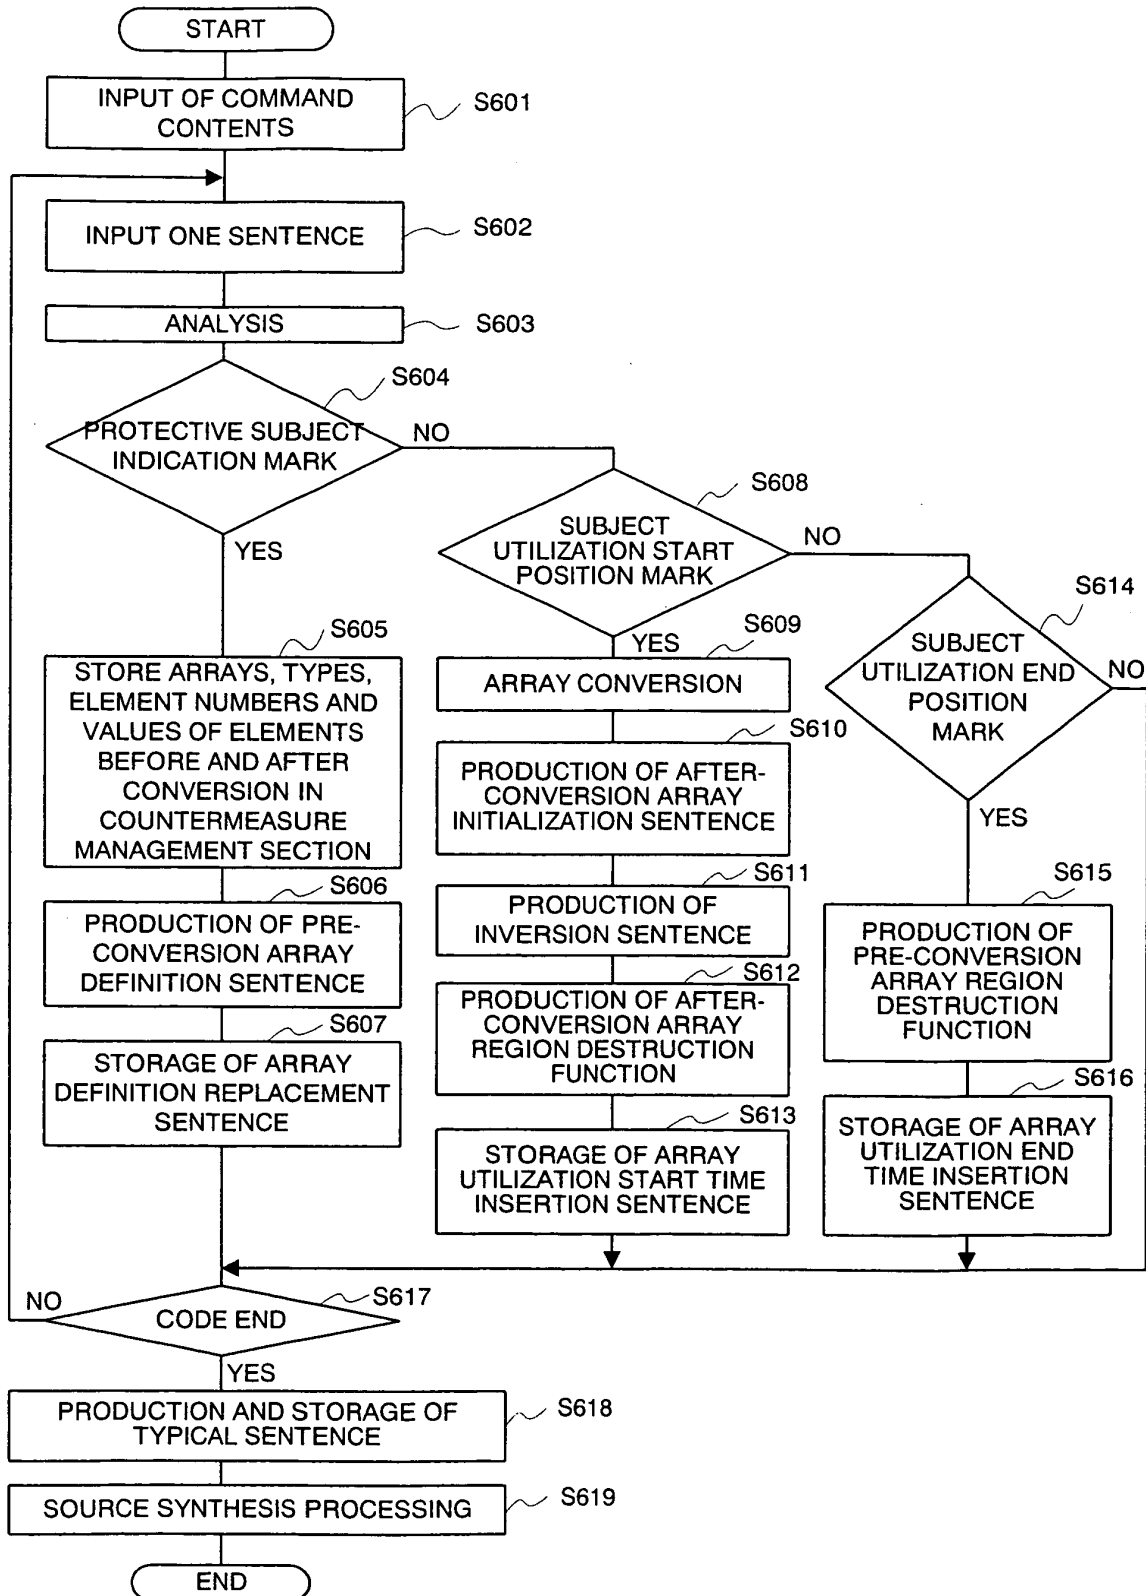 START
INPUT OF COMMAND
CONTENTS
S601
INPUT ONE SENTENCE
S602
ANALYSIS
S603
S604
PROTECTIVE SUBJECT
INDICATION MARK
NO
YES
S608
SUBJECT
UTILIZATION START
POSITION MARK
NO
YES
S614
SUBJECT
UTILIZATION END
POSITION
MARK
NO
YES
S605
STORE ARRAYS, TYPES,
ELEMENT NUMBERS AND
VALUES OF ELEMENTS
BEFORE AND AFTER
CONVERSION IN
COUNTERMEASURE
MANAGEMENT SECTION
S606
PRODUCTION OF PRE-
CONVERSION ARRAY
DEFINITION SENTENCE
S607
STORAGE OF ARRAY
DEFINITION REPLACEMENT
SENTENCE
S609
ARRAY CONVERSION
S610
PRODUCTION OF AFTER-
CONVERSION ARRAY
INITIALIZATION SENTENCE
S611
PRODUCTION OF
INVERSION SENTENCE
S612
PRODUCTION OF AFTER-
CONVERSION ARRAY
REGION DESTRUCTION
FUNCTION
S613
STORAGE OF ARRAY
UTILIZATION START TIME
INSERTION SENTENCE
S615
PRODUCTION OF
PRE-CONVERSION
ARRAY REGION
DESTRUCTION
FUNCTION
S616
STORAGE OF ARRAY
UTILIZATION END
TIME INSERTION
SENTENCE
NO
CODE END
S617
YES
PRODUCTION AND STORAGE OF
TYPICAL SENTENCE
S618
SOURCE SYNTHESIS PROCESSING
S619
END